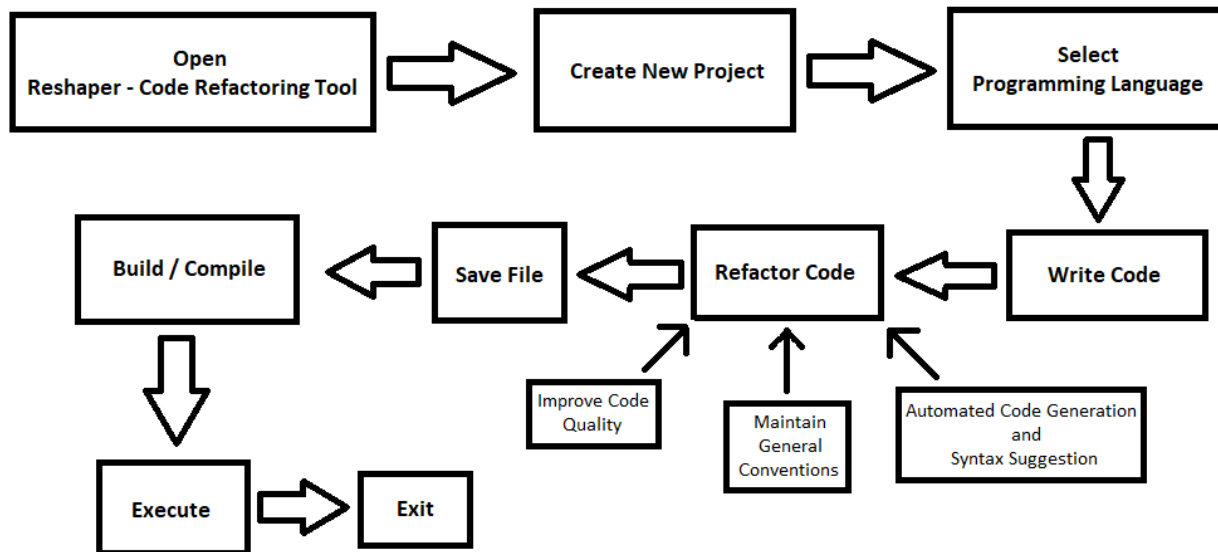 Open
Reshaper - Code Refactoring Tool
Create New Project
Select
Programming Language
Write Code
Refactor Code
Save File
Build / Compile
Improve Code
Quality
Maintain
General
Conventions
Automated Code Generation
and
Syntax Suggestion
Execute
Exit